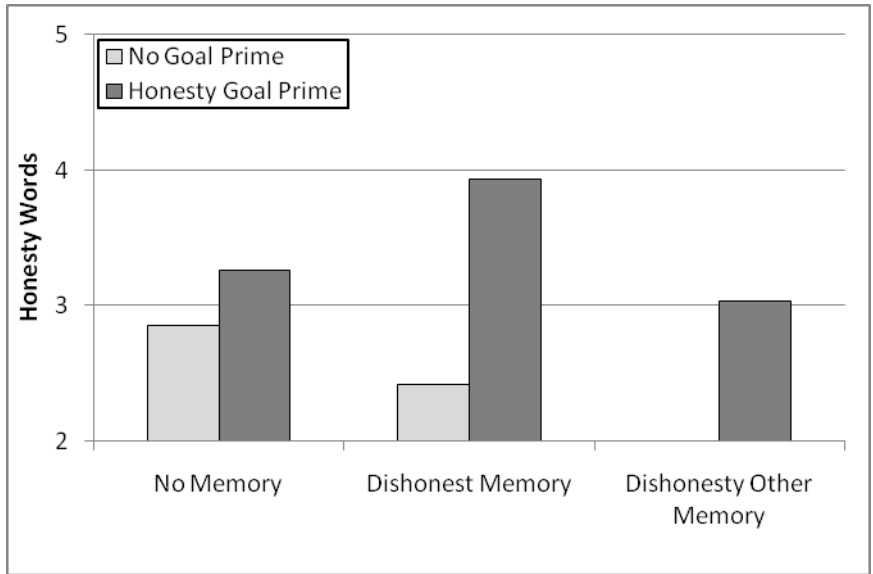 5
No Goal Prime
Honesty Goal Prime
4
Honesty Words
3
2
No Memory
Dishonest Memory
Dishonesty Other
Memory